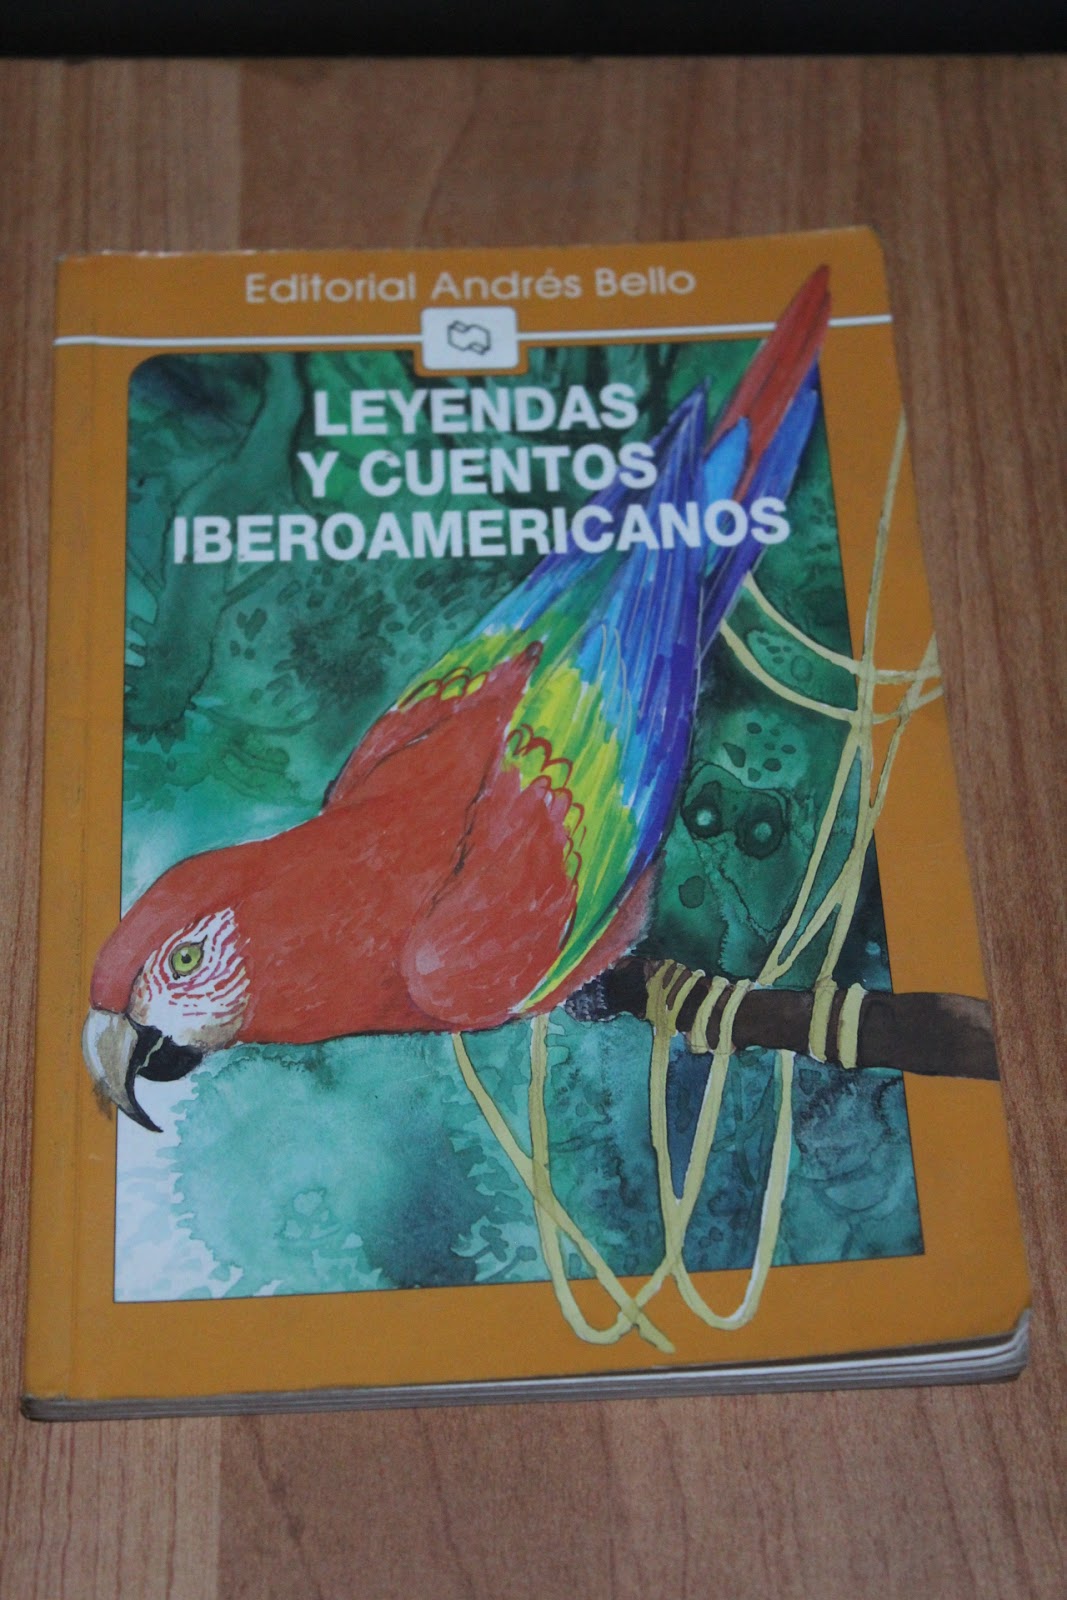 Editorial Andrés Bello
LEYENDAS
Y CUENTOS
IBEROAMERICANOS